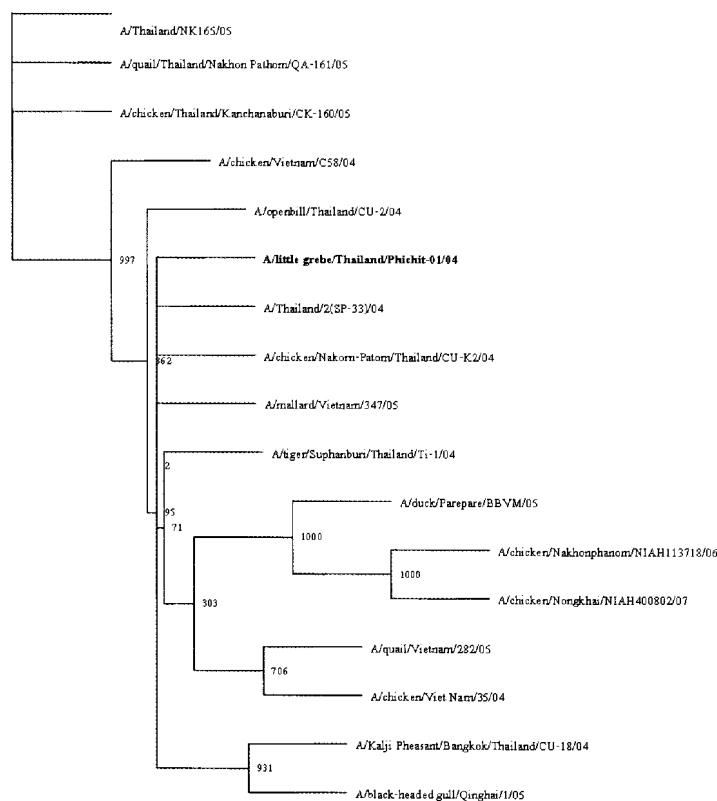 A/Thailand/NK165/05
A/quail/Thailand/Nakhon Pathom/QA-161/05
A/chicken/Thailand/Kanchanaburi/CK-160/05
A/chicken/Vietnam/C58/04
A/openbill/Thailand/CU-2/04
997
A/little grebe/Thailand/Phichit-01/04
A/Thailand/2(SP-33)/04
A/chicken/Nakorn-Patom/Thailand/CU-K2/04
362
A/mallard/Vietnam/347/05
A/tiger/Suphanburi/Thailand/Ti-1/04
2
A/duck/Parepare/BBVM/05
95
71
1000
A/chicken/Nakhonphanom/NIAH113718/06
1000
A/chicken/Nongkhai/NIAH400802/07
303
A/quail/Vietnam/282/05
706
A/chicken/Viet Nam/35/04
A/Kalji Pheasant/Bangkok/Thailand/CU-18/04
931
A/black-headed gull/Qinghai/1/05